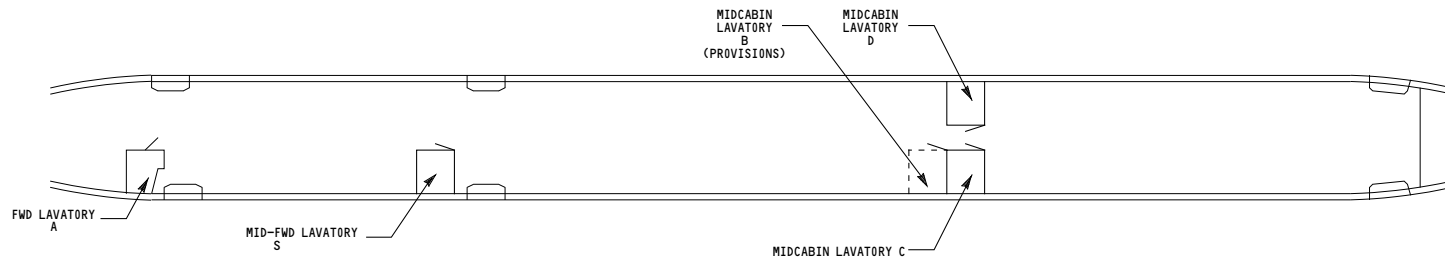 MIDCABIN
LAVATORY
B
(PROVISIONS)
MIDCABIN
LAVATORY
D
FWD LAVATORY
A
MID-FWD LAVATORY
S
MIDCABIN LAVATORY C